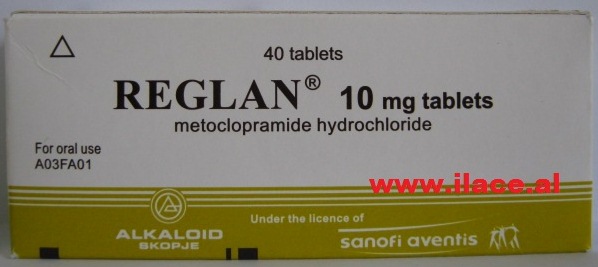 40 tablets
REGLAN® 10 mg tablets
metoclopramide hydrochloride
For oral use
A03FA01
www.ilace.al
ALKALOID
SKOPJE
Under the licence of
sanofi aventis